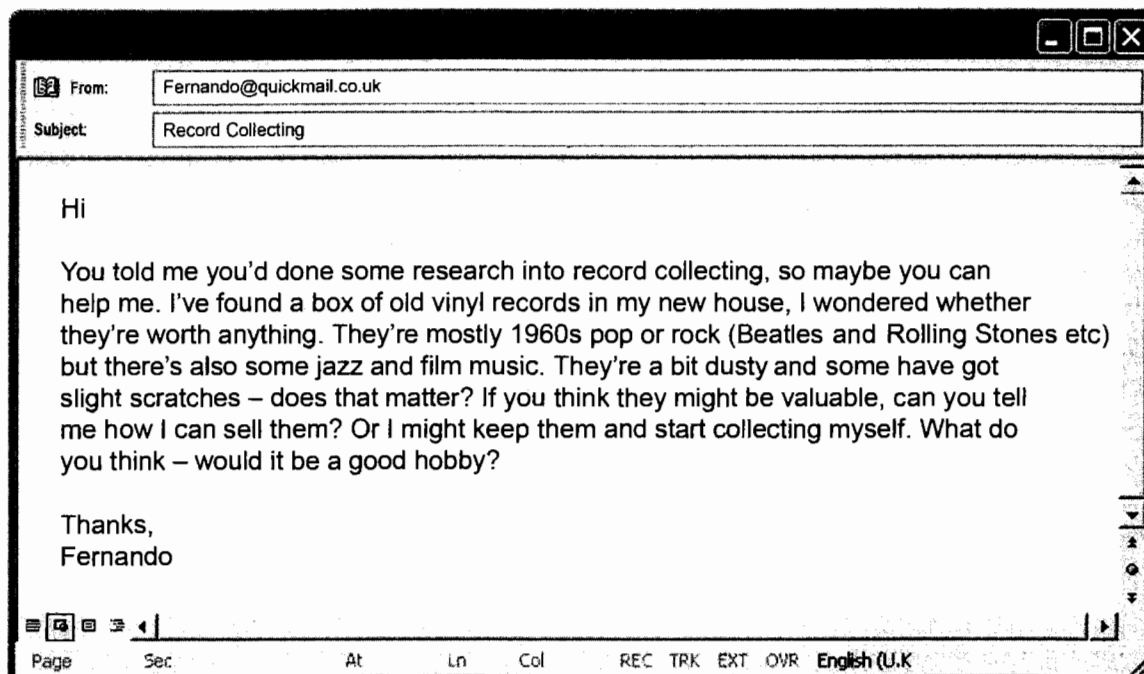 From: Fernando@quickmail.co.uk
Subject: Record Collecting
Hi
You told me you'd done some research into record collecting, so maybe you can
help me. I've found a box of old vinyl records in my new house, I wondered whether
they're worth anything. They're mostly 1960s pop or rock (Beatles and Rolling Stones etc)
but there's also some jazz and film music. They're a bit dusty and some have got
slight scratches – does that matter? If you think they might be valuable, can you tell
me how I can sell them? Or I might keep them and start collecting myself. What do
you think – would it be a good hobby?
Thanks,
Fernando
Page Sec At Ln Col REC TRK EXT OVR English (U.K